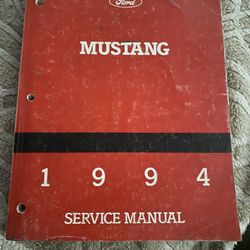 Ford
MUSTANG
1 9 9 4
SERVICE MANUAL